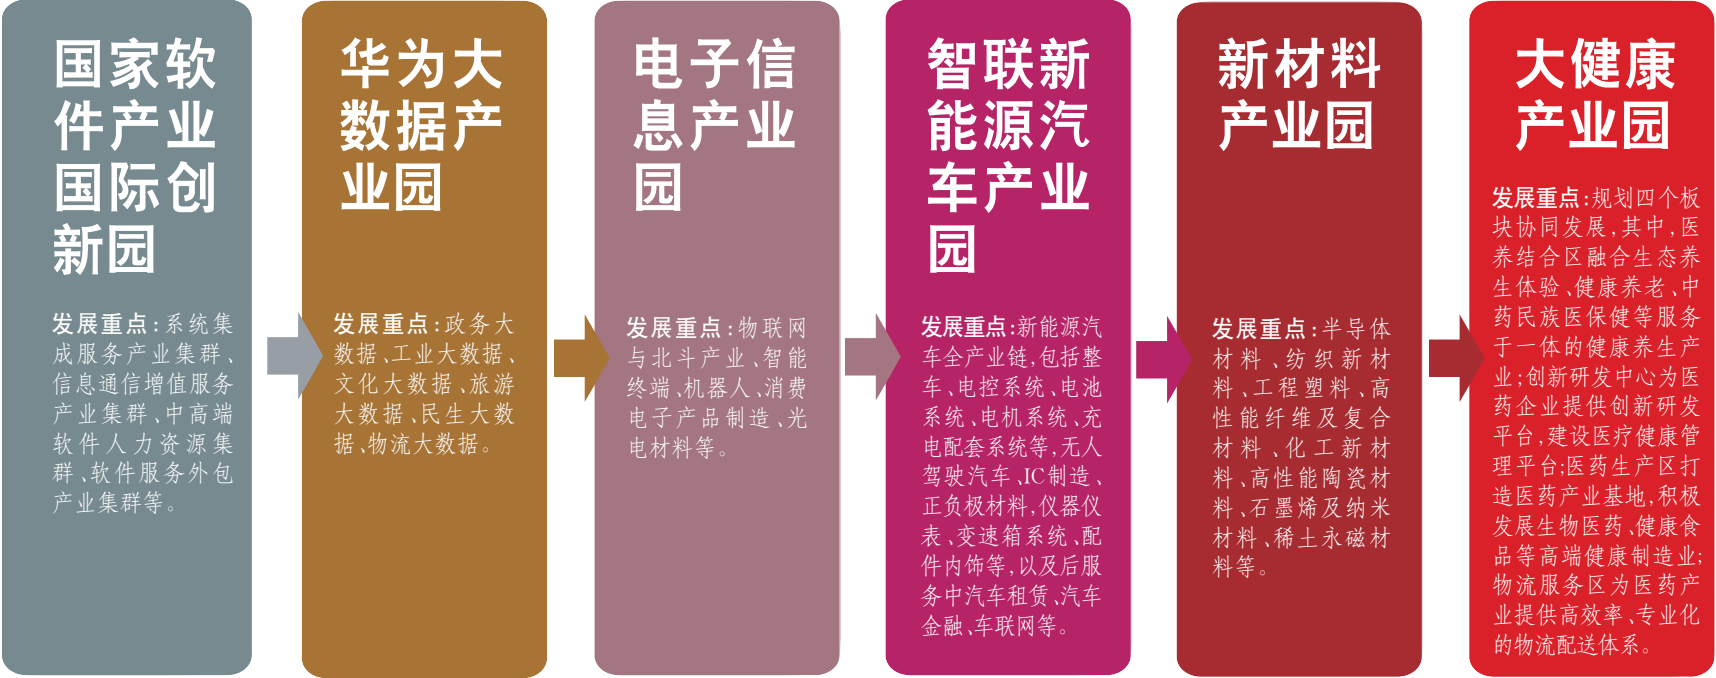 国家软
件产业
国际创
新园
发展重点:系统集
成服务产业集群、
信息通信增值服务
产业集群、中高端
软件人力资源集
群、软件服务外包
产业集群等。
华为大
数据产
业园
发展重点:政务大
数据、工业大数据、
文化大数据、旅游
大数据、民生大数
据、物流大数据。
电子信
息产业
园
发展重点:物联网
与北斗产业、智能
终端、机器人、消费
电子产品制造、光
电材料等。
智联新
能源汽
车产业
园
发展重点:新能源汽
车全产业链,包括整
车、电控系统、电池
系统、电机系统、充
电配套系统等,无人
驾驶汽车、IC制造、
正负极材料,仪器仪
表、变速箱系统、配
件内饰等,以及后服
务中汽车租赁、汽车
金融、车联网等。
新材料
产业园
发展重点:半导体
材料、纺织新材
料、工程塑料、高
性能纤维及复合
材料、化工新材
料、高性能陶瓷材
料、石墨烯及纳米
材料、稀土永磁材
料等。
大健康
产业园
发展重点:规划四个板
块协同发展,其中,医
养结合区融合生态养
生体验、健康养老、中
药民族医保健等服务
于一体的健康养生产
业;创新研发中心为医
药企业提供创新研发
平台,建设医疗健康管
理平台;医药生产区打
造医药产业基地,积极
发展生物医药、健康食
品等高端健康制造业;
物流服务区为医药产
业提供高效率、专业化
的物流配送体系。